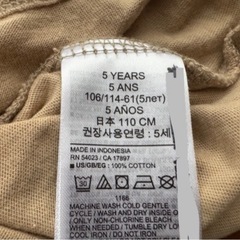 5 YEARS
5 ANS
106/114-61(5лет)
5 AÑOS
日本 110 CM
권장사용연령 : 5세
MADE IN INDONESIA
RN 54023 / CA 17897
US/GB/EG : 100% COTTON
30
1166
MACHINE WASH COLD GENTLE
CYCLE/ WASH AND DRY INSIDE
ONLY NON-CHLORINE BLEACH
WHEN NEEDED/ TUMBLE DRY LOW
COOL IRON/ DO NOT IRON